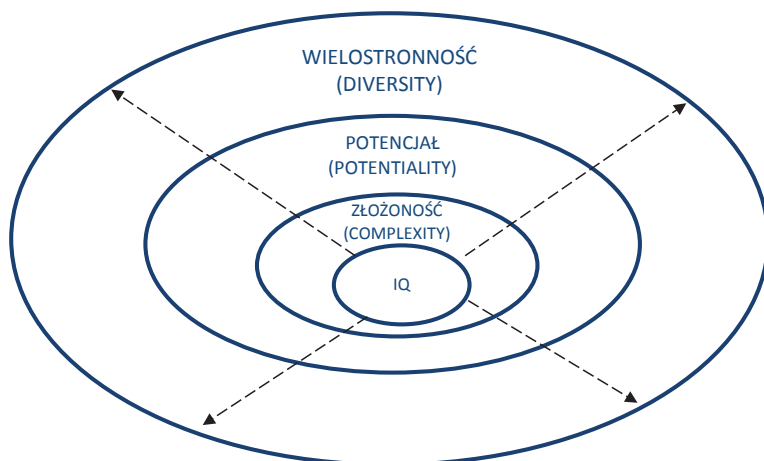 WIELOSTRONNOŚĆ
(DIVERSITY)
POTENCJAŁ
(POTENTIALITY)
ZŁOŻONOŚĆ
(COMPLEXITY)
IQ